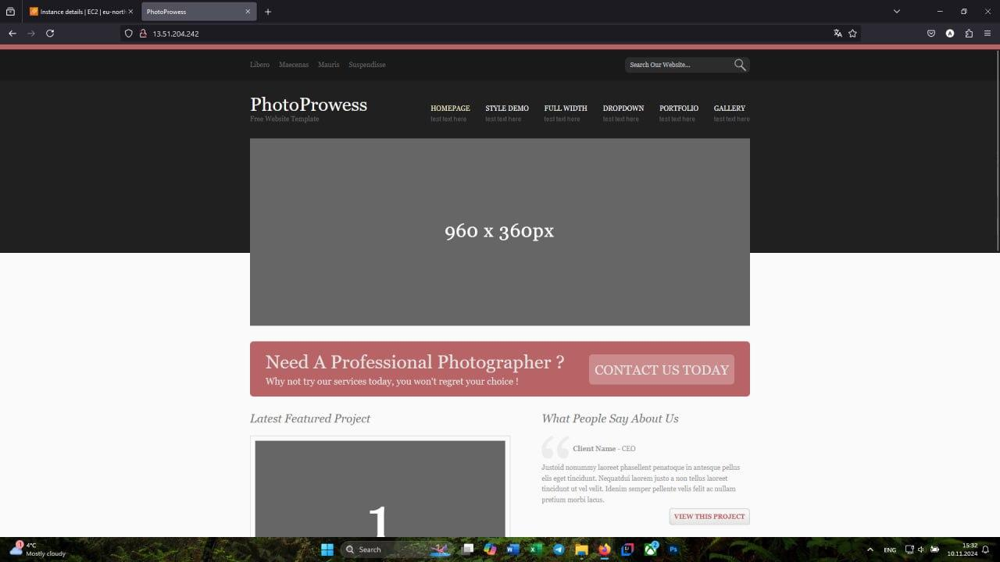 Instance details | EC2 | eu-north
PhotoProwess
13.51.204.242
Libero Maecenas Mauris Suspendisse
Search Our Website...
PhotoProwess
Free Website Template
HOMEPAGE STYLE DEMO FULL WIDTH DROPDOWN PORTFOLIO GALLERY
test text here test text here test text here test text here test text here test text here
960 x 360px
Need A Professional Photographer ?
Why not try our services today, you won't regret your choice !
CONTACT US TODAY
Latest Featured Project
1
What People Say About Us
Client Name - CEO
Justoid nonummy laoreet phasellent penatoque in antesque pellus
elis eget tincidunt. Nequatdui laorem justo a non tellus laoreet
tincidunt ut vel velit. Idenim semper pellente velis felit ac nullam
pretium morbi lacus.
VIEW THIS PROJECT
1
4°C
Mostly cloudy
Search
2
ENG
15:32
10.11.2024